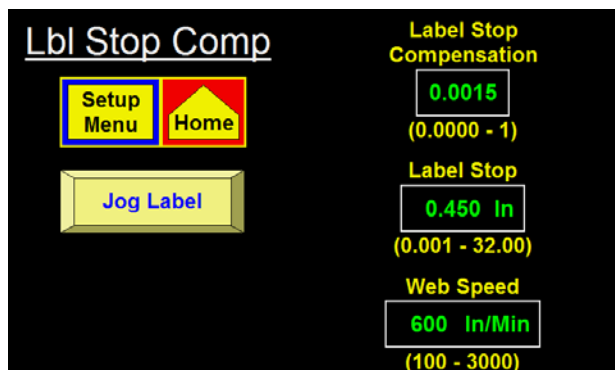 Lbl Stop Comp
Setup
Menu
Home
Jog Label
Label Stop
Compensation
0.0015
(0.0000 - 1)
Label Stop
0.450 In
(0.001 - 32.00)
Web Speed
600 In/Min
(100 - 3000)